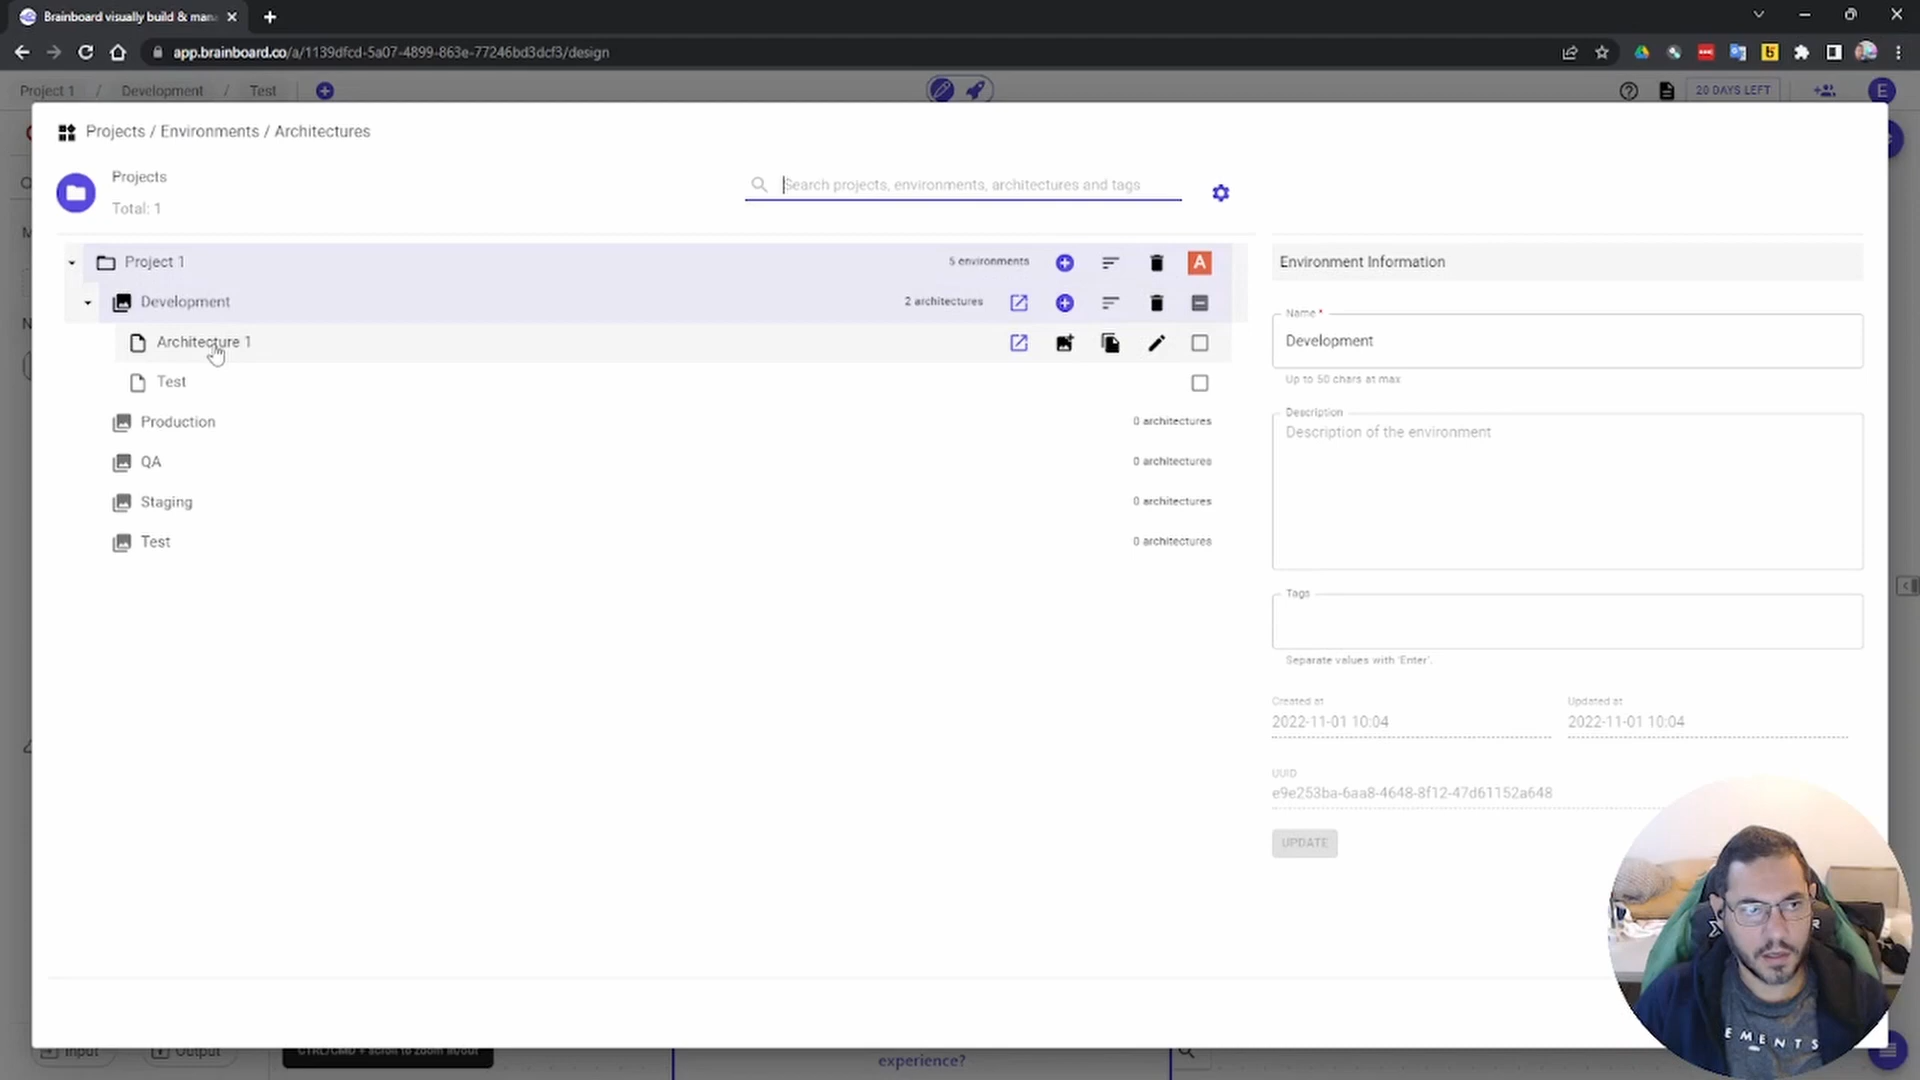 Brainboard visually build & mana
app.brainboard.co/a/1139dfcd-5a07-4899-863e-77246bd3dcf3/design
Project 1 / Development / Test
20 DAYS LEFT
E
Projects / Environments / Architectures
Projects
Total: 1
Search projects, environments, architectures and tags
Project 1
5 environments
A
Development
2 architectures
Architecture 1
Test
Production
0 architectures
QA
0 architectures
Staging
0 architectures
Test
0 architectures
Environment Information
Name *
Development
Up to 50 chars at max
Description
Description of the environment
Tags
Separate values with 'Enter'.
Created at
2022-11-01 10:04
Updated at
2022-11-01 10:04
UUID
e9e253ba-6aa8-4648-8f12-47d61152a648
UPDATE
Input
Output
CTRL/CMD + scroll to zoom in/out
experience?
EMENTS